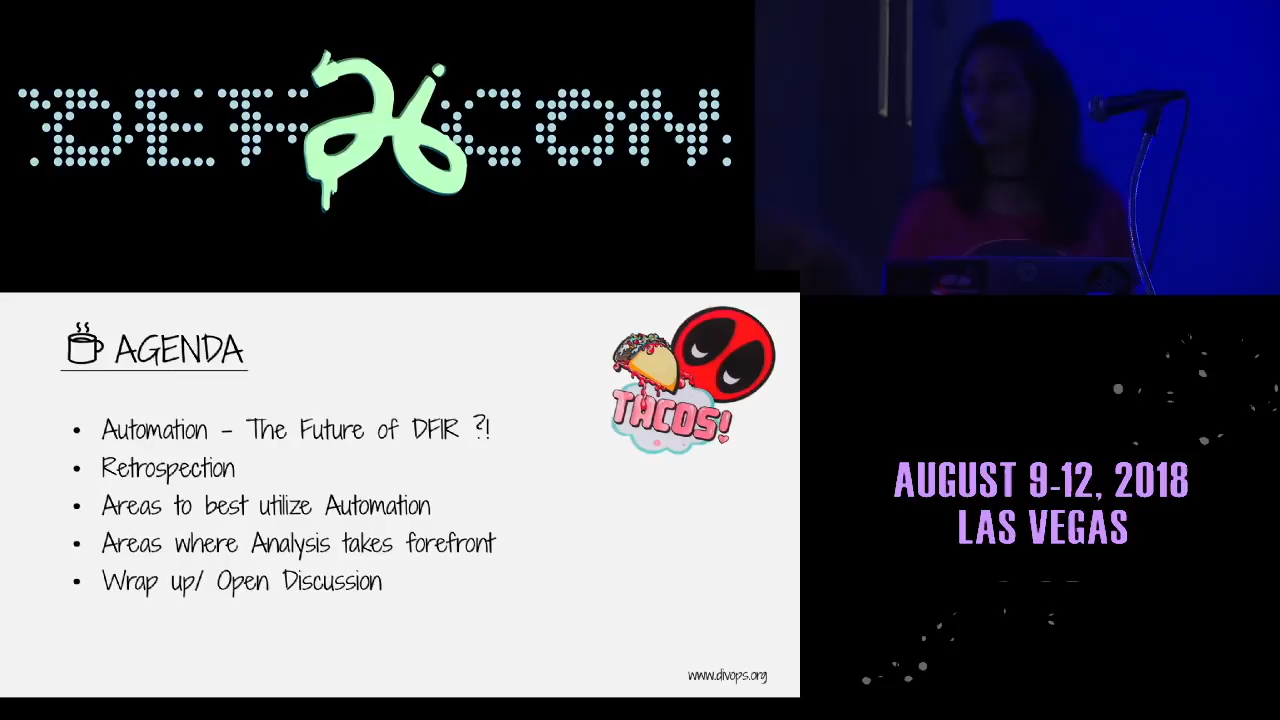 DEF 26 CON
AGENDA
TACOS!
• Automation - The Future of DFIR ?!
• Retrospection
• Areas to best utilize Automation
• Areas where Analysis takes forefront
• Wrap up/ Open Discussion
www.divops.org
AUGUST 9-12, 2018
LAS VEGAS